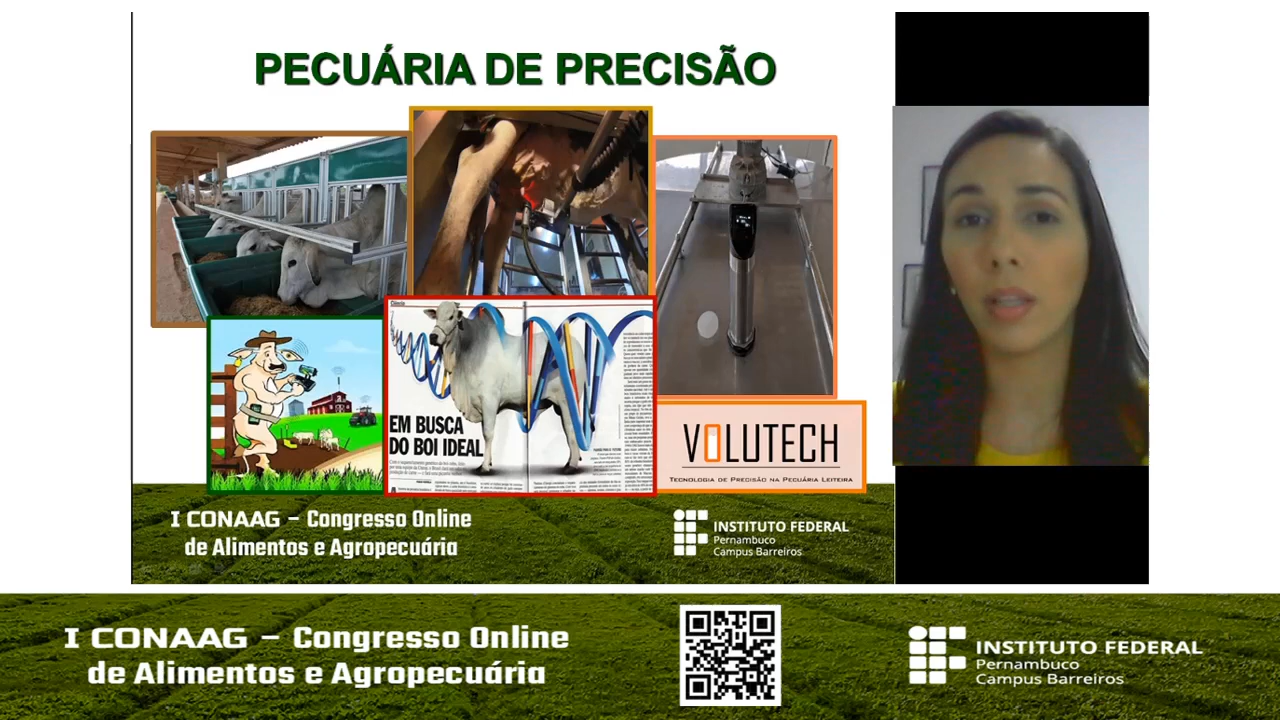 PECUÁRIA DE PRECISÃO
Ciência
EM BUSCA
DO BOI IDEAL
VOLUTECH
TECNOLOGIA DE PRECISÃO NA PECUÁRIA LEITEIRA
I CONAAG – Congresso Online
de Alimentos e Agropecuária
INSTITUTO FEDERAL
Pernambuco
Campus Barreiros
I CONAAG – Congresso Online
de Alimentos e Agropecuária
INSTITUTO FEDERAL
Pernambuco
Campus Barreiros